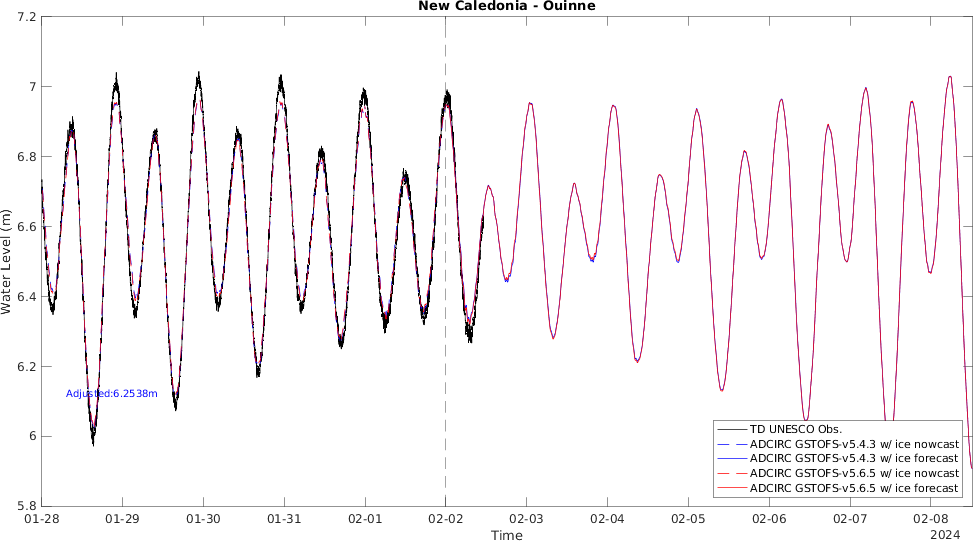 New Caledonia - Ouinne
7.2
7
6.8
6.6
6.4
6.2
6
5.8
Water Level (m)
Adjusted:6.2538m
TD UNESCO Obs.
ADCIRC GSTOFS-v5.4.3 w/ ice nowcast
ADCIRC GSTOFS-v5.4.3 w/ ice forecast
ADCIRC GSTOFS-v5.6.5 w/ ice nowcast
ADCIRC GSTOFS-v5.6.5 w/ ice forecast
01-28 01-29 01-30 01-31 02-01 02-02 02-03 02-04 02-05 02-06 02-07 02-08
Time
2024